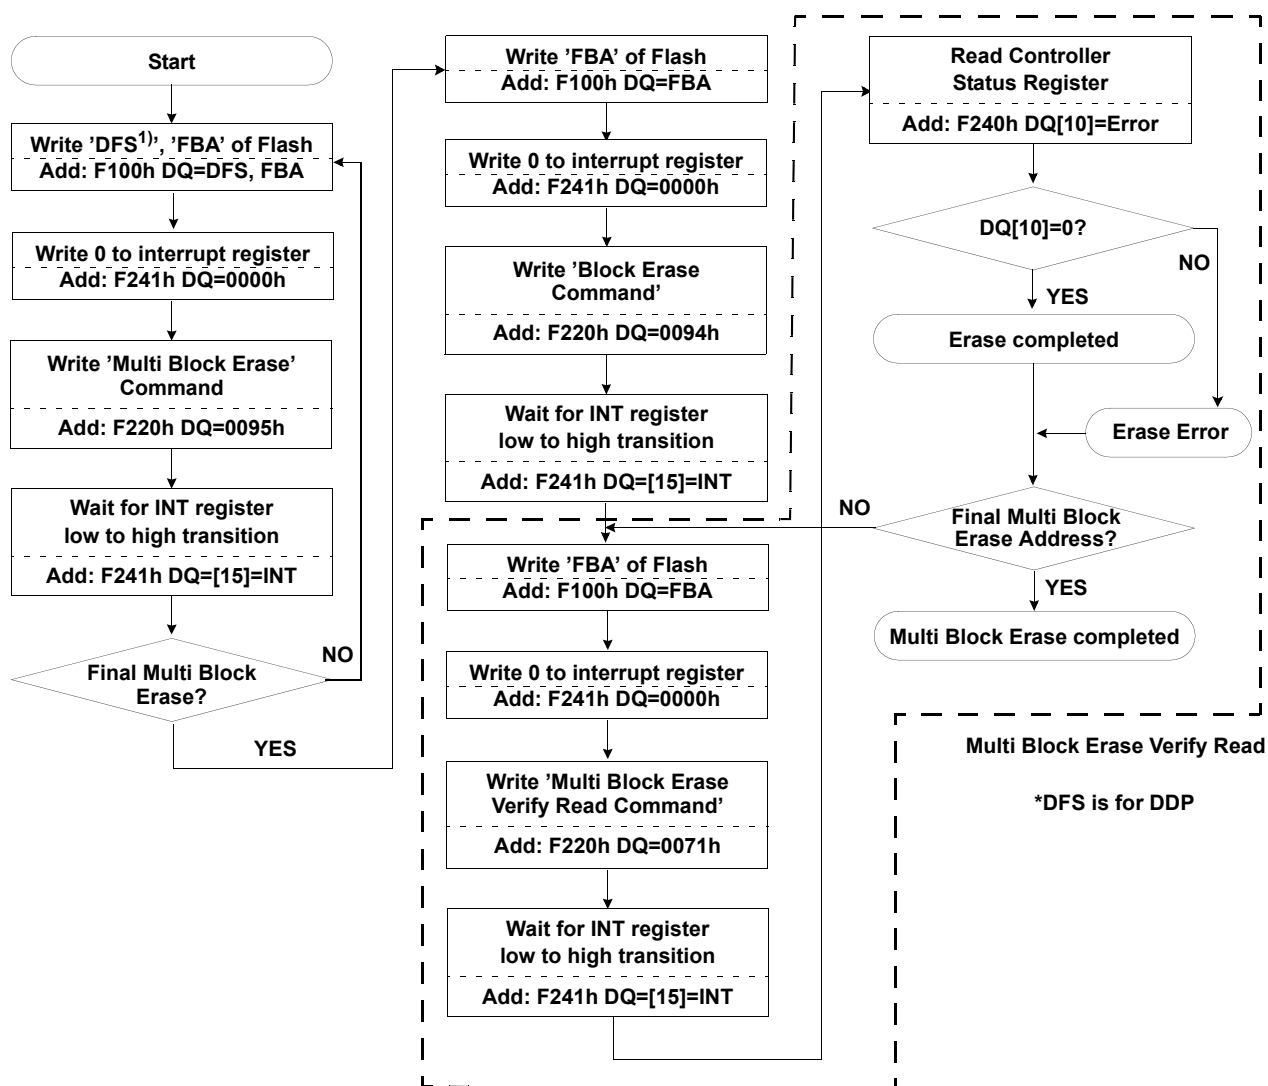 Start
Write ’DFS1)’, ’FBA’ of Flash
Add: F100h DQ=DFS, FBA
Write 0 to interrupt register
Add: F241h DQ=0000h
Write ’Multi Block Erase’
Command
Add: F220h DQ=0095h
Wait for INT register
low to high transition
Add: F241h DQ=[15]=INT
Final Multi Block
Erase?
NO
YES
Write ’FBA’ of Flash
Add: F100h DQ=FBA
Write 0 to interrupt register
Add: F241h DQ=0000h
Write ’Block Erase
Command’
Add: F220h DQ=0094h
Wait for INT register
low to high transition
Add: F241h DQ=[15]=INT
Write ’FBA’ of Flash
Add: F100h DQ=FBA
Write 0 to interrupt register
Add: F241h DQ=0000h
Write ’Multi Block Erase
Verify Read Command’
Add: F220h DQ=0071h
Wait for INT register
low to high transition
Add: F241h DQ=[15]=INT
Read Controller
Status Register
Add: F240h DQ[10]=Error
DQ[10]=0?
NO
YES
Erase completed
Erase Error
NO
Final Multi Block
Erase Address?
YES
Multi Block Erase completed
Multi Block Erase Verify Read
*DFS is for DDP